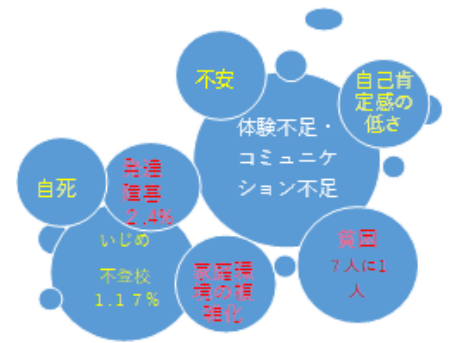 不安
自己肯
定感の
低さ
体験不足・
コミュニケ
ション不足
自死
発達
障害
2.4%
いじめ
不登校
1.17%
貧困
7人に1
人
家庭環
境の複
雑化